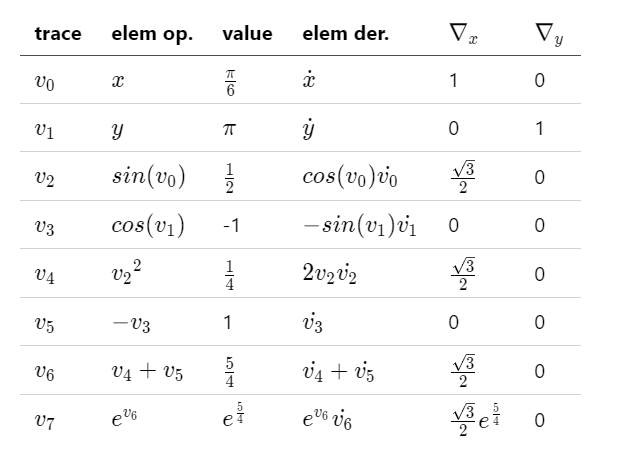 trace elem op. value elem der. ∇x ∇y
v0 x π/6 ẋ 1 0
v1 y π ẏ 0 1
v2 sin(v0) 1/2 cos(v0)v̇0 √3/2 0
v3 cos(v1) -1 −sin(v1)v̇1 0 0
v4 v2² 1/4 2v2v̇2 √3/2 0
v5 −v3 1 v̇3 0 0
v6 v4 + v5 5/4 v̇4 + v̇5 √3/2 0
v7 e^v6 e^(5/4) e^v6 v̇6 √3/2 e^(5/4) 0